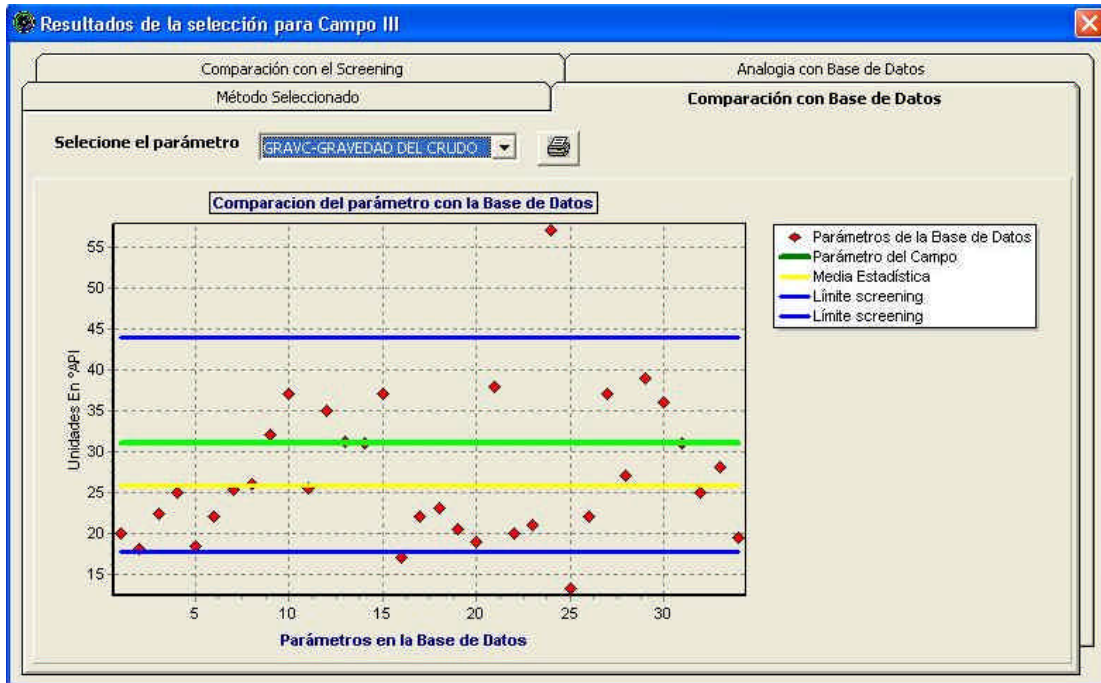 Resultados de la selección para Campo III
Comparación con el Screening
Analogia con Base de Datos
Método Seleccionado
Comparación con Base de Datos
Selecione el parámetro
GRAVC-GRAVEDAD DEL CRUDO
Comparacion del parámetro con la Base de Datos
Unidades En ºAPI
55
50
45
40
35
30
25
20
15
5
10
15
20
25
30
Parámetros en la Base de Datos
Parámetros de la Base de Datos
Parámetro del Campo
Media Estadística
Límite screening
Límite screening